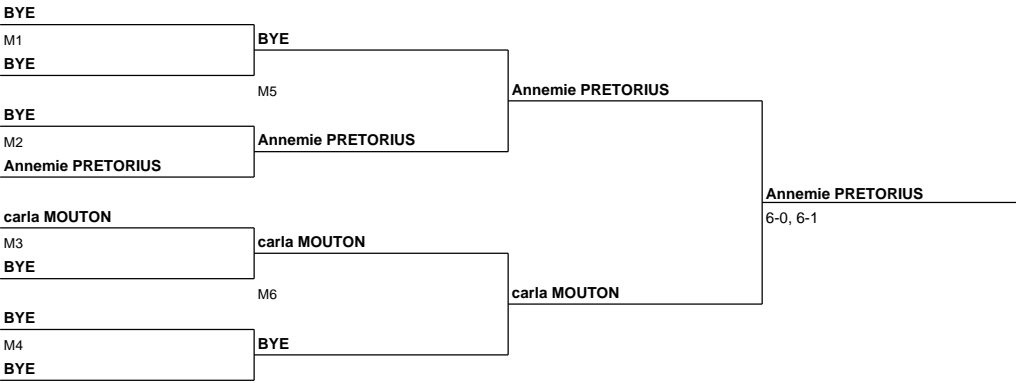 BYE
M1
BYE
BYE
M5
BYE
M2
Annemie PRETORIUS
Annemie PRETORIUS
Annemie PRETORIUS
carla MOUTON
M3
BYE
carla MOUTON
M6
BYE
M4
BYE
BYE
carla MOUTON
Annemie PRETORIUS
6-0, 6-1